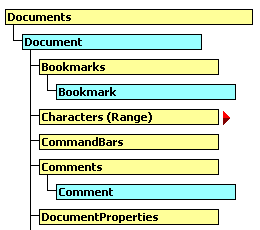 Documents
Document
Bookmarks
Bookmark
Characters (Range)
CommandBars
Comments
Comment
DocumentProperties